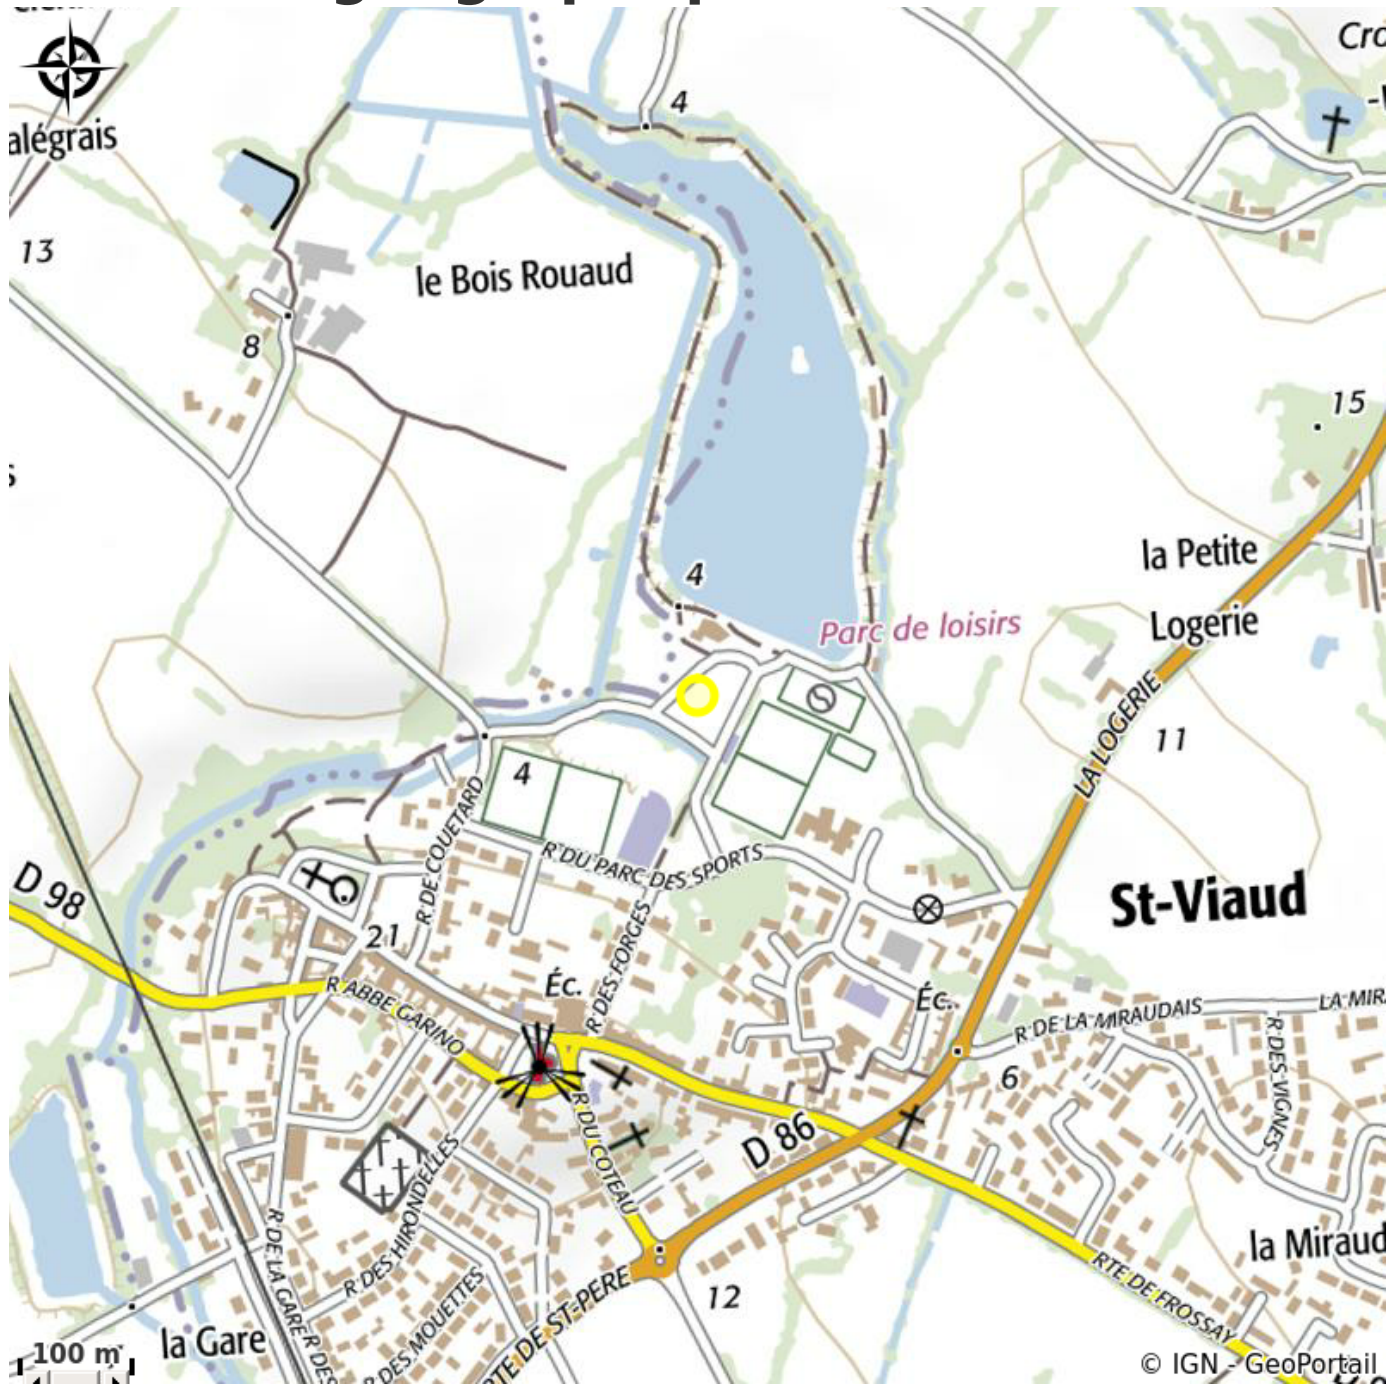 Cro
4
alégrais
13
le Bois Rouaud
8
15
la Petite
Logerie
4
Parc de loisirs
LA LOGERIE
11
4
R DE COUETARD
R DU PARC DES SPORTS
D 98
St-Viaud
21
R DES FORGES
Éc.
Éc.
R ABBE GARINO
R DE LA MIRAUDAIS
LA MIR
R DES VIGNES
6
R DU COTEAU
D 86
R DES HIRONDELLES
R DE LA GARE
la Miraud
RTE DE FROSSAY
12
R DES MOUETTES
RTE DE ST-PERE
la Gare
R DES
100 m
© IGN - GeoPortail